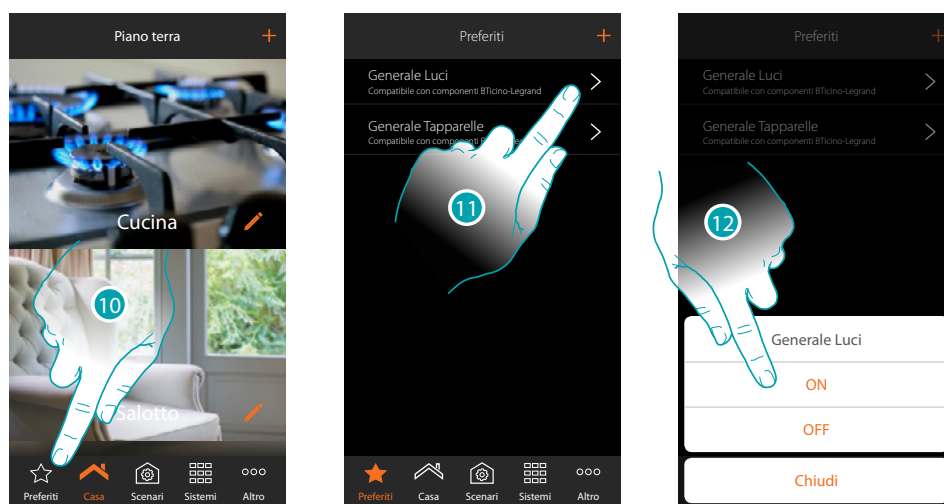 Piano terra
Cucina
Salotto
10
Preferiti
Casa
Scenari
Sistemi
Altro
Preferiti
Generale Luci
Compatibile con componenti BTicino-Legrand
Generale Tapparelle
Compatibile con
11
Preferiti
Casa
Scenari
Sistemi
Altro
Preferiti
Generale Luci
Compatibile con componenti BTicino-Legrand
Generale Tapparelle
Compatibile con componenti BTicino-Legrand
12
Generale Luci
ON
OFF
Chiudi